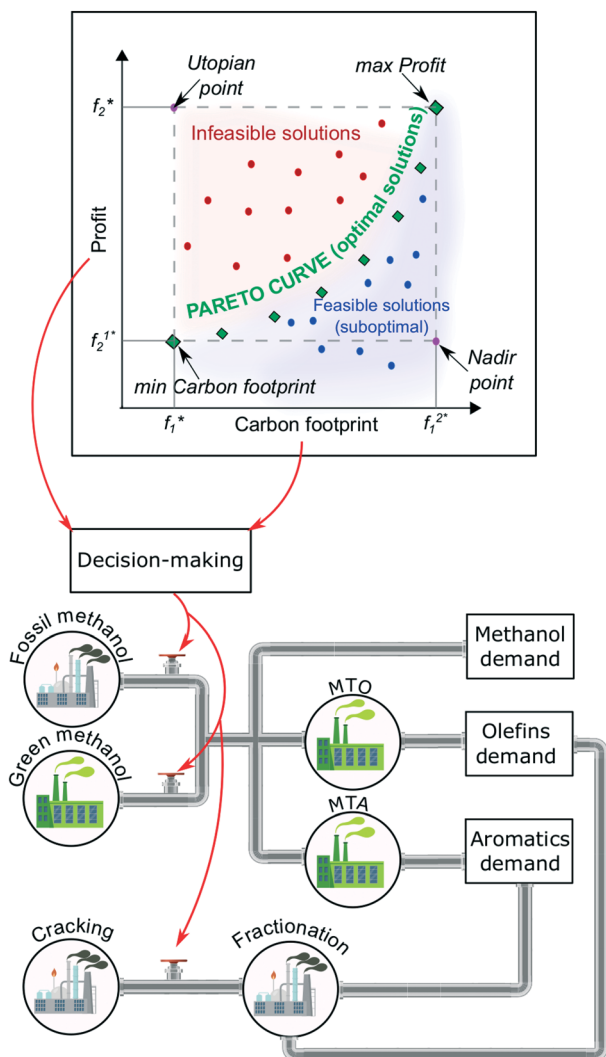 Utopian
point
max Profit
f₂*
Infeasible solutions
Profit
PARETO CURVE (optimal solutions)
Feasible solutions
(suboptimal)
f₂¹*
min Carbon footprint
Nadir
point
f₁*
Carbon footprint
f₁²*
Decision-making
Fossil methanol
Methanol
demand
MTO
Green methanol
Olefins
demand
MTA
Aromatics
demand
Cracking
Fractionation